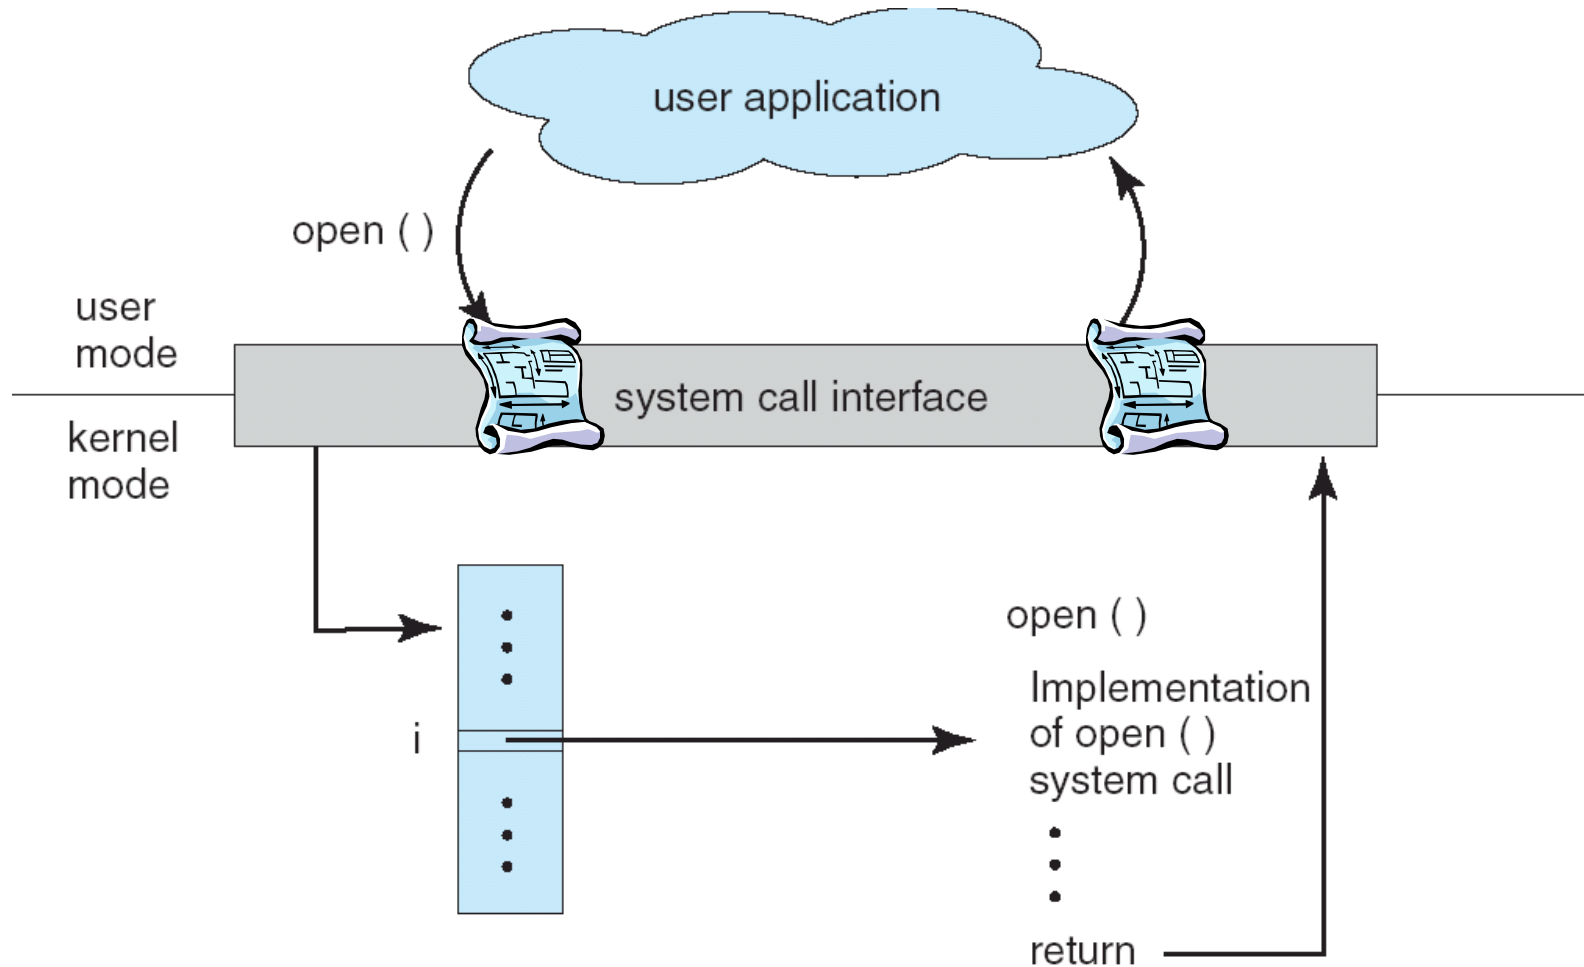 user application
open ( )
user
mode
system call interface
kernel
mode
open ( )
i
Implementation
of open ( )
system call
return